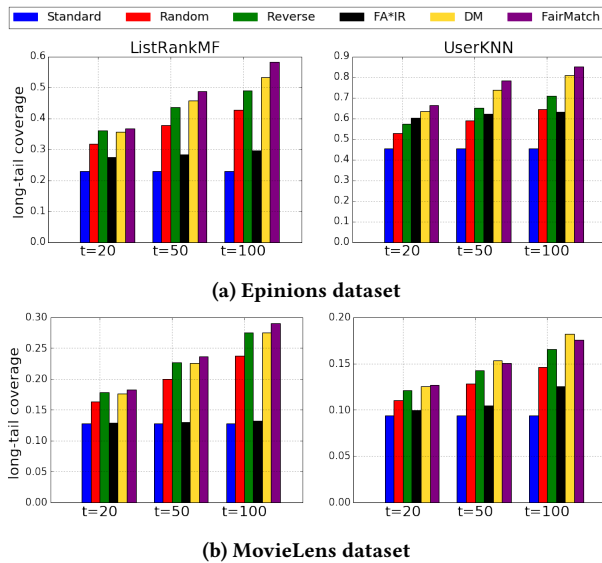 Standard Random Reverse FA*IR DM FairMatch
ListRankMF UserKNN
long-tail coverage
0.6
0.5
0.4
0.3
0.2
0.1
0.0
t=20 t=50 t=100
0.9
0.8
0.7
0.6
0.5
0.4
0.3
0.2
0.1
0.0
t=20 t=50 t=100
(a) Epinions dataset
long-tail coverage
0.30
0.25
0.20
0.15
0.10
0.05
0.00
t=20 t=50 t=100
0.20
0.15
0.10
0.05
0.00
t=20 t=50 t=100
(b) MovieLens dataset